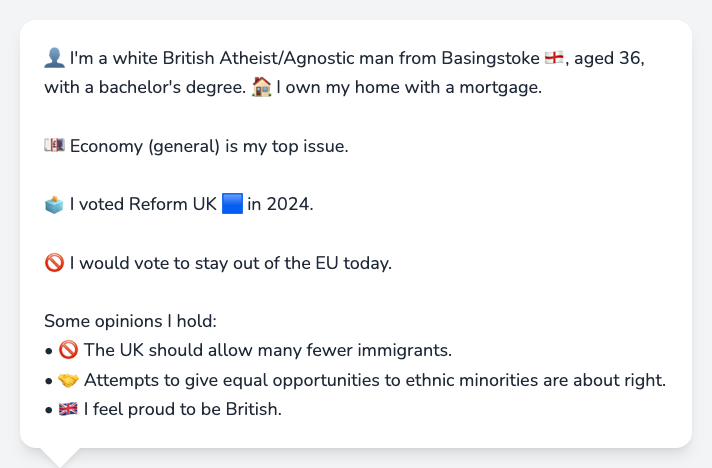 👤 I'm a white British Atheist/Agnostic man from Basingstoke 🏴󠁧󠁢󠁥󠁮󠁧󠁿, aged 36,
with a bachelor's degree. 🏠 I own my home with a mortgage.
💷 Economy (general) is my top issue.
🗳️ I voted Reform UK 🟦 in 2024.
🚫 I would vote to stay out of the EU today.
Some opinions I hold:
• 🚫 The UK should allow many fewer immigrants.
• 🤝 Attempts to give equal opportunities to ethnic minorities are about right.
• 🇬🇧 I feel proud to be British.